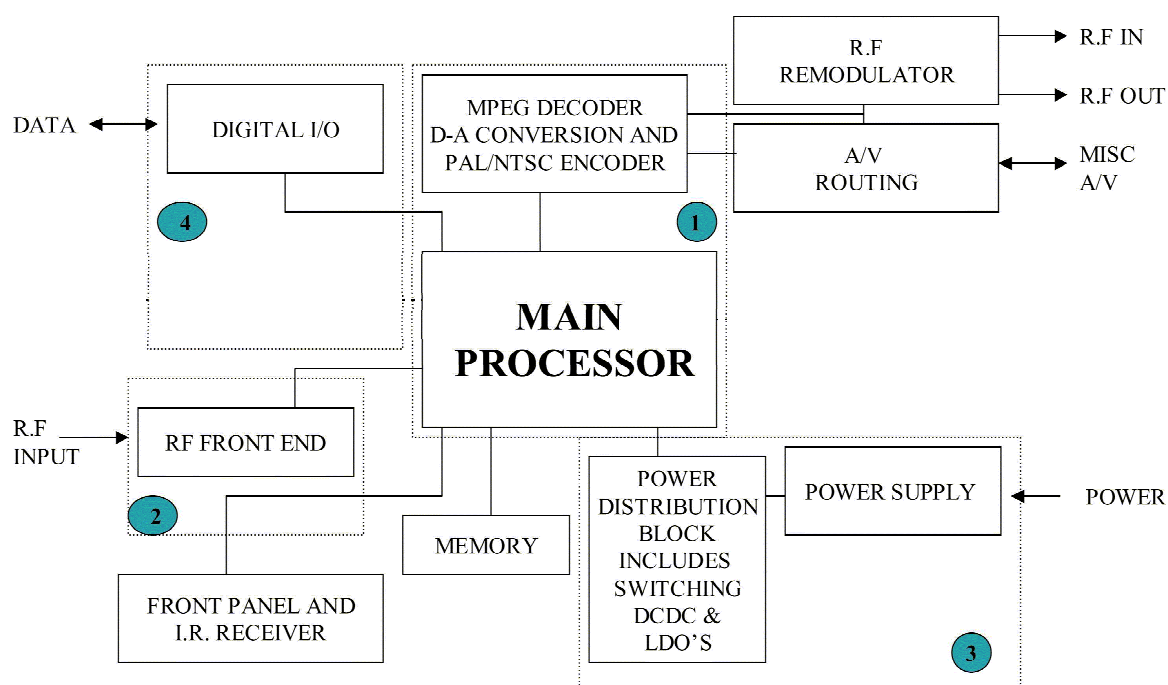 R.F
REMODULATOR
R.F IN
R.F OUT
MPEG DECODER
D-A CONVERSION AND
PAL/NTSC ENCODER
DATA
DIGITAL I/O
A/V
ROUTING
MISC
A/V
4
1
MAIN
PROCESSOR
R.F
INPUT
RF FRONT END
2
POWER
DISTRIBUTION
BLOCK
INCLUDES
SWITCHING
DCDC &
LDO’S
POWER SUPPLY
POWER
MEMORY
FRONT PANEL AND
I.R. RECEIVER
3